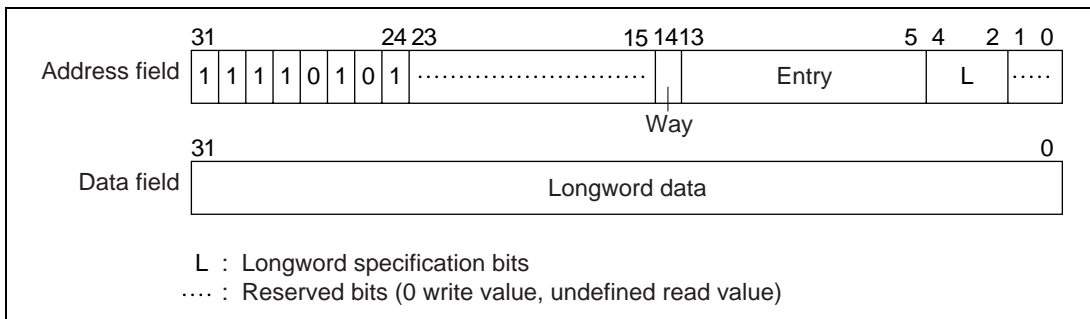 31 24 23 15 14 13 5 4 2 1 0
Address field 1 1 1 1 0 1 0 1 ............................ Entry L .....
Way
31 0
Data field Longword data
L : Longword specification bits
.... : Reserved bits (0 write value, undefined read value)